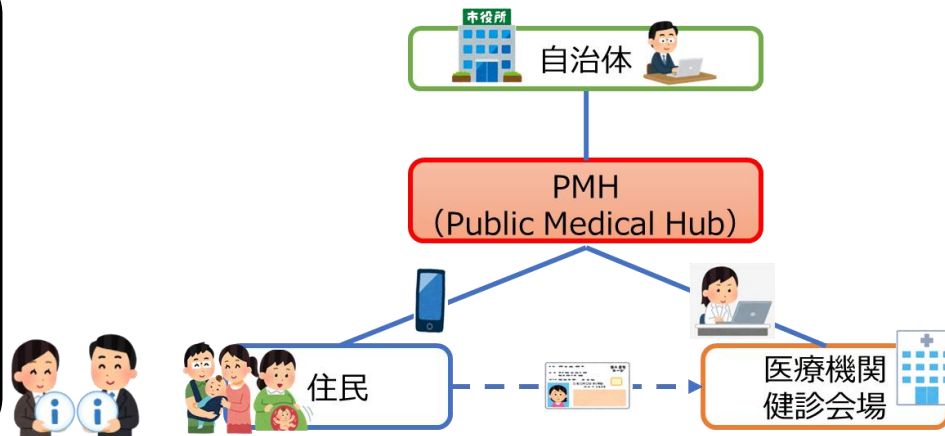 市役所
自治体
PMH
（Public Medical Hub）
住民
医療機関
健診会場
i i